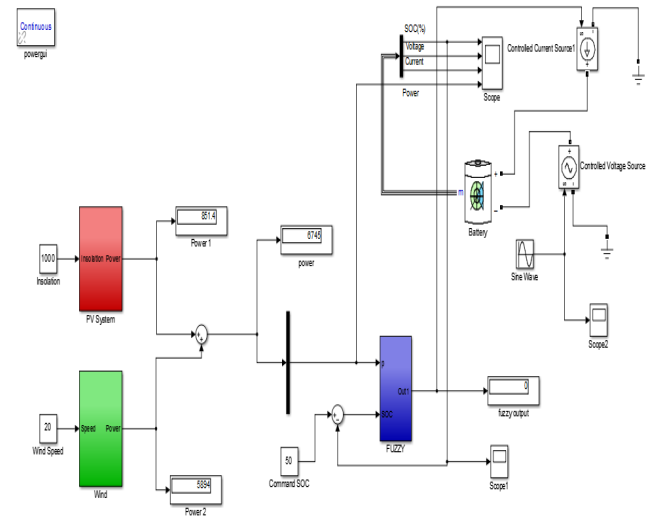 Continuous
powergui
SOC(%)
Voltage
Current
Power
Scope
Controlled Current Source1
Controlled Voltage Source
m
+
−
Battery
Sine Wave
Scope2
851.4
Power 1
6745
power
1000
Insolation
Insolation Power
PV System
20
Wind Speed
Speed Power
Wind
5894
Power 2
50
Command SOC
p
SOC
Out1
FUZZY
0
fuzzy output
Scope1